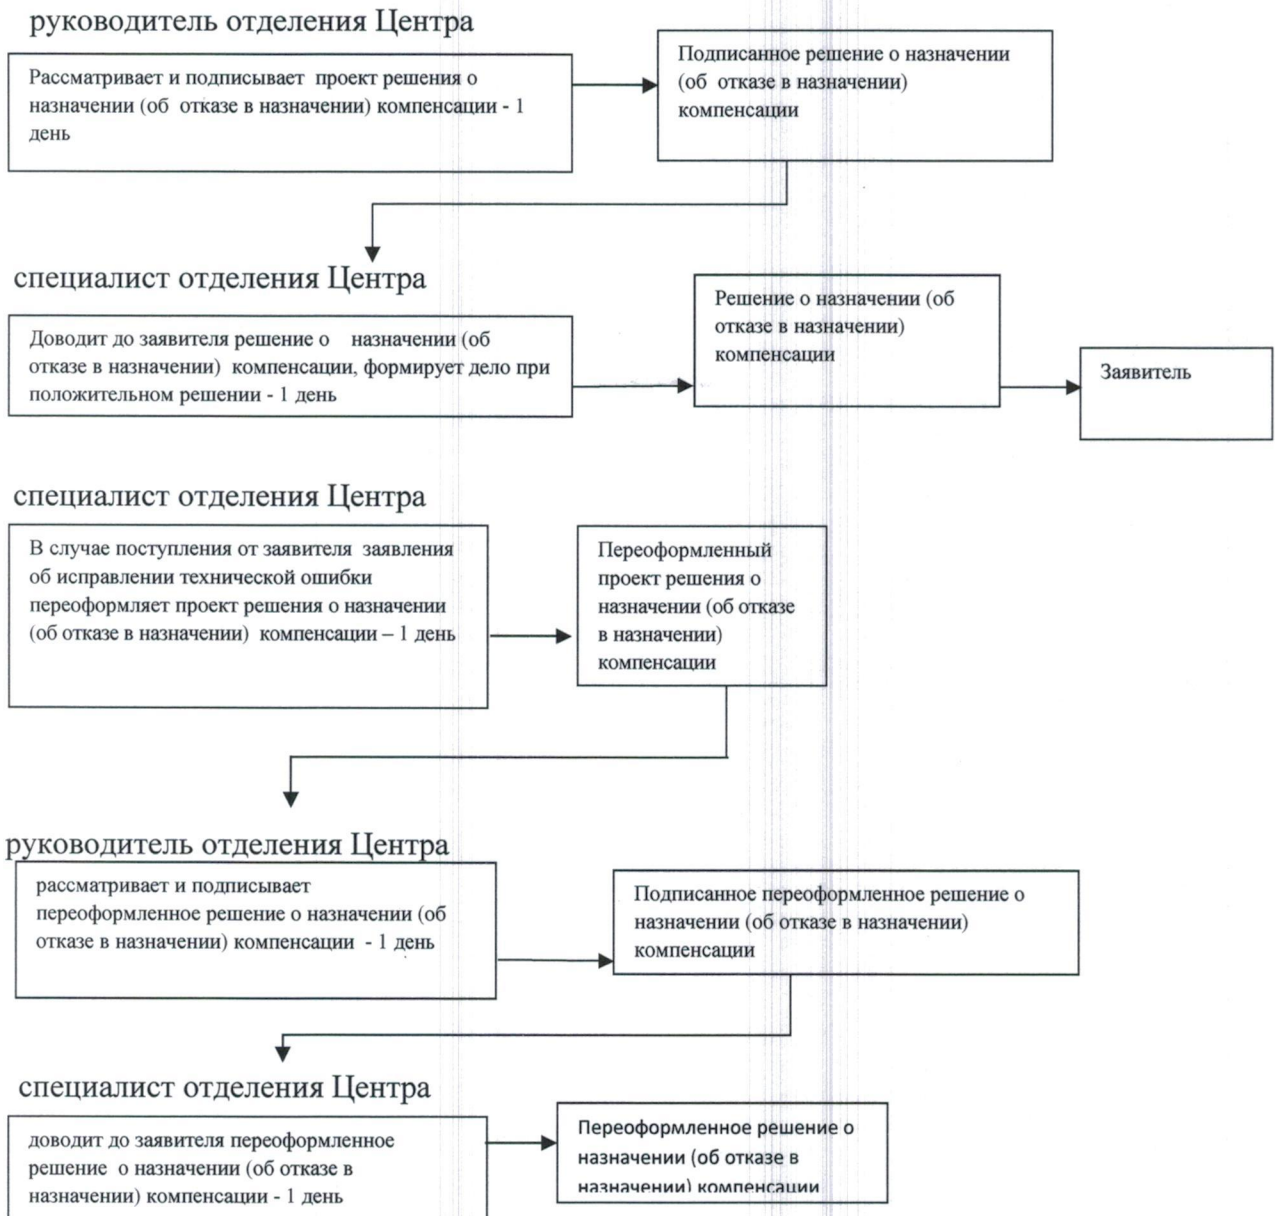 руководитель отделения Центра
Рассматривает и подписывает проект решения о
назначении (об отказе в назначении) компенсации - 1
день
Подписанное решение о назначении
(об отказе в назначении)
компенсации
специалист отделения Центра
Доводит до заявителя решение о назначении (об
отказе в назначении) компенсации, формирует дело при
положительном решении - 1 день
Решение о назначении (об
отказе в назначении)
компенсации
Заявитель
специалист отделения Центра
В случае поступления от заявителя заявления
об исправлении технической ошибки
переоформляет проект решения о назначении
(об отказе в назначении) компенсации – 1 день
Переоформленный
проект решения о
назначении (об отказе
в назначении)
компенсации
руководитель отделения Центра
рассматривает и подписывает
переоформленное решение о назначении (об
отказе в назначении) компенсации - 1 день
Подписанное переоформленное решение о
назначении (об отказе в назначении)
компенсации
специалист отделения Центра
доводит до заявителя переоформленное
решение о назначении (об отказе в
назначении) компенсации - 1 день
Переоформленное решение о
назначении (об отказе в
назначении) компенсации